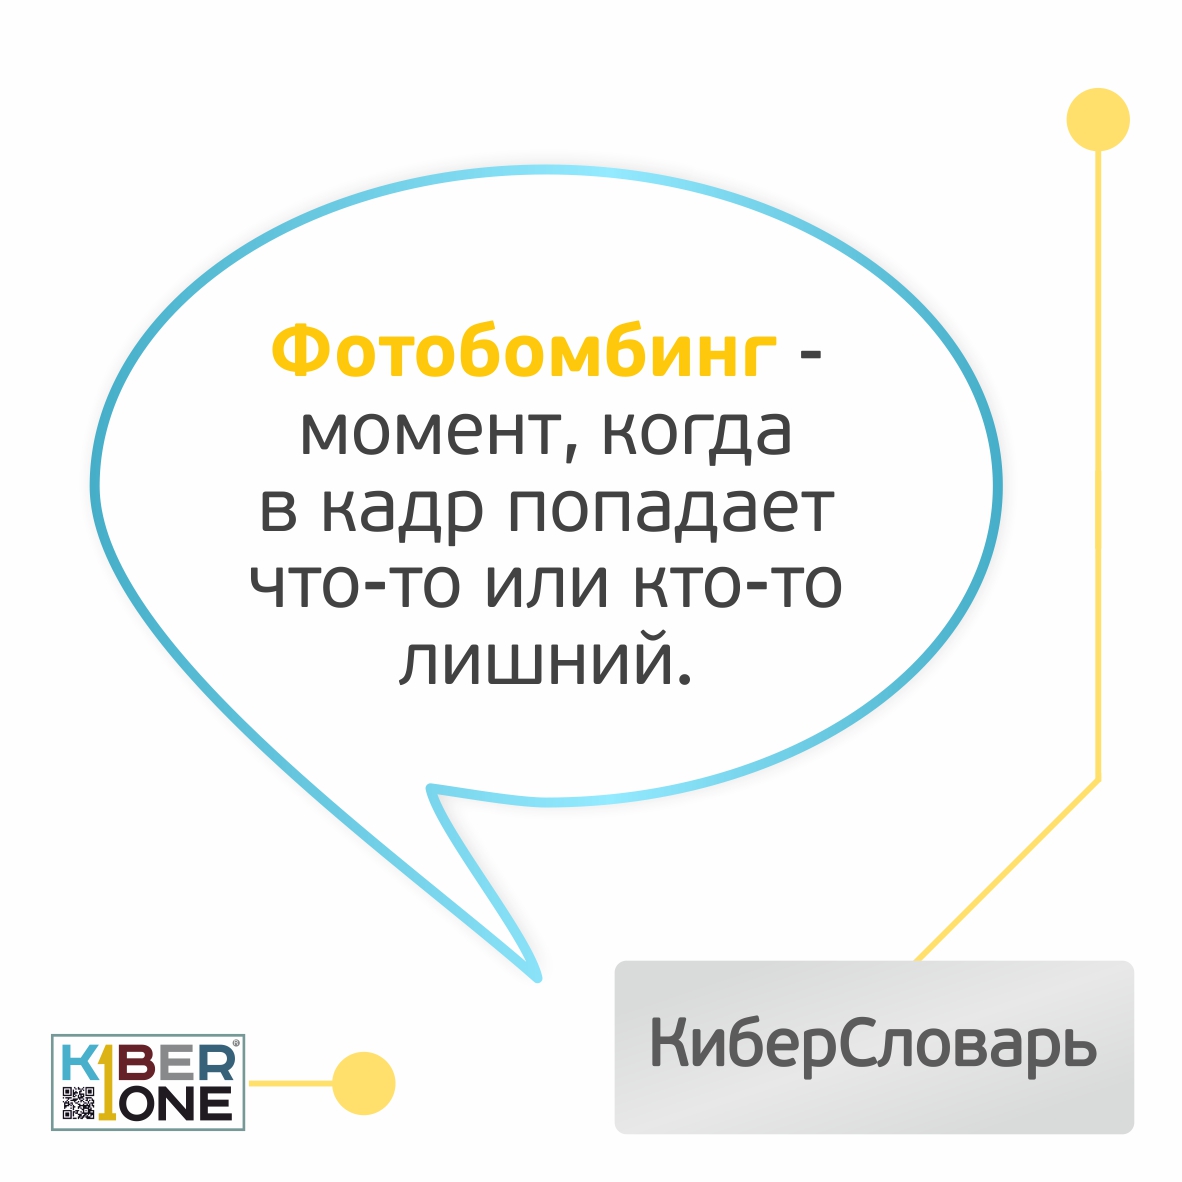 Фотобомбинг -
момент, когда
в кадр попадает
что-то или кто-то
лишний.
КиберСловарь
K1BER®
ONE